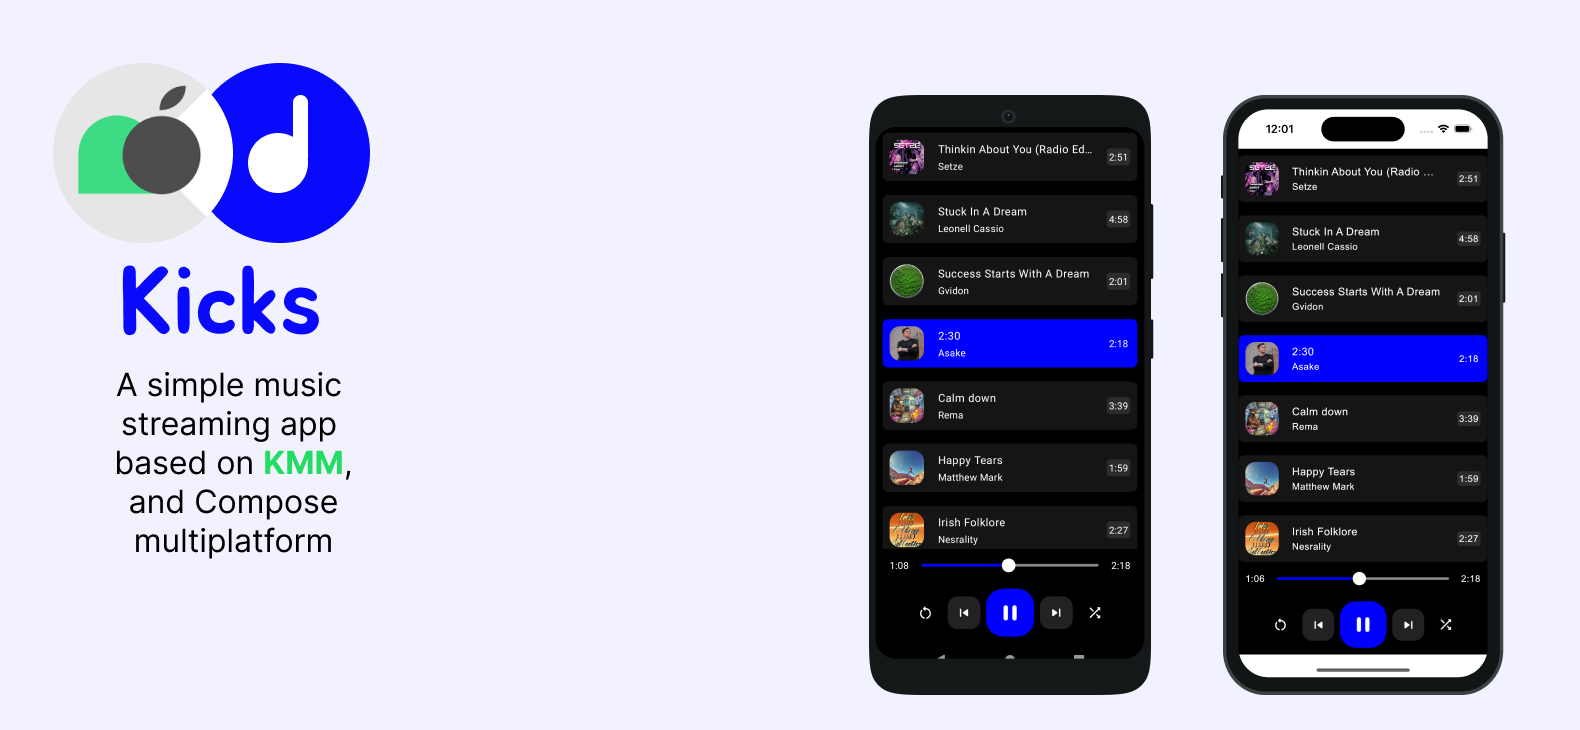 Kicks
A simple music
streaming app
based on KMM,
and Compose
multiplatform
Thinkin About You (Radio Ed...
Setze
2:51
Stuck In A Dream
Leonell Cassio
4:58
Success Starts With A Dream
Gvidon
2:01
2:30
Asake
2:18
Calm down
Rema
3:39
Happy Tears
Matthew Mark
1:59
Irish Folklore
Nesrality
2:27
1:08
2:18
12:01
SETZE
Thinkin About You (Radio ...
Setze
2:51
Stuck In A Dream
Leonell Cassio
4:58
Success Starts With A Dream
Gvidon
2:01
2:30
Asake
2:18
Calm down
Rema
3:39
Happy Tears
Matthew Mark
1:59
Irish Folklore
Nesrality
2:27
1:06
2:18